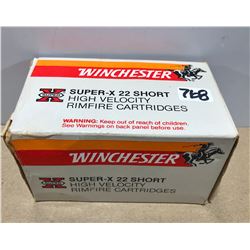 WINCHESTER
SUPER-X 22 SHORT
HIGH VELOCITY
RIMFIRE CARTRIDGES
768
WARNING: Keep out of reach of children.
See Warnings on back panel before use.
WINCHESTER
SUPER-X 22 SHORT
HIGH VELOCITY
RIMFIRE CARTRIDGES